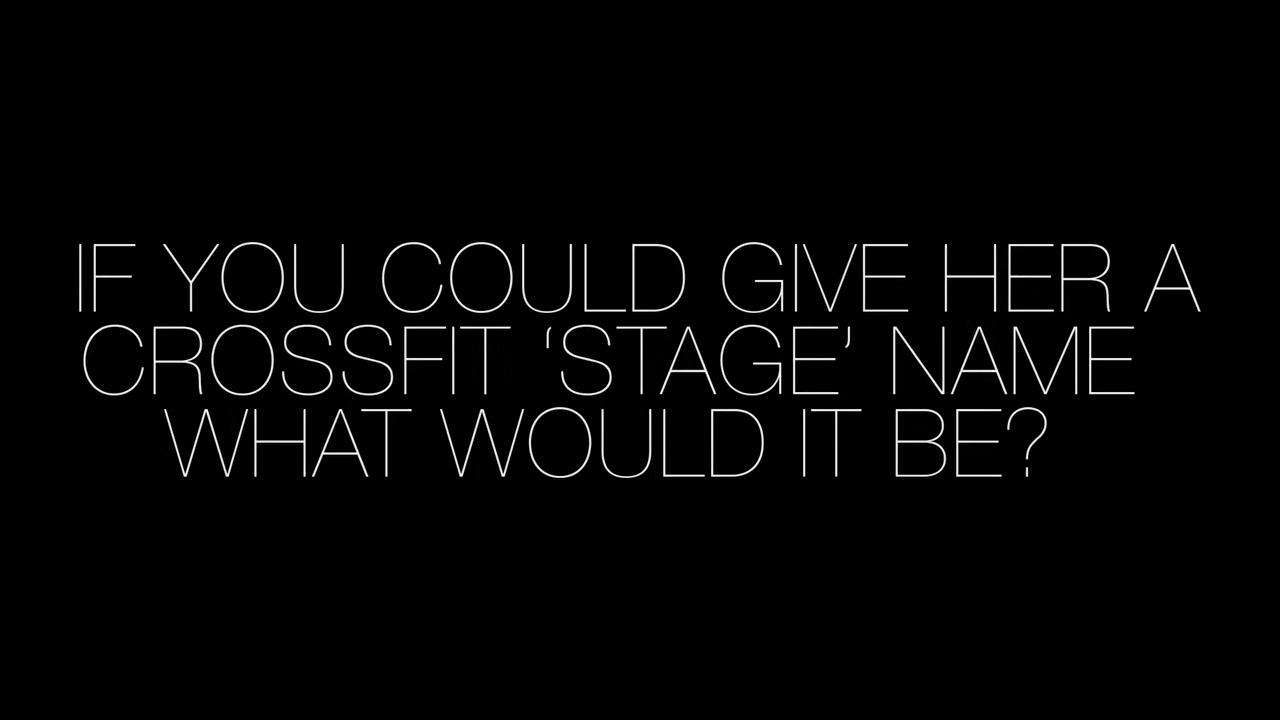 IF YOU COULD GIVE HER A
CROSSFIT ‘STAGE’ NAME
WHAT WOULD IT BE?